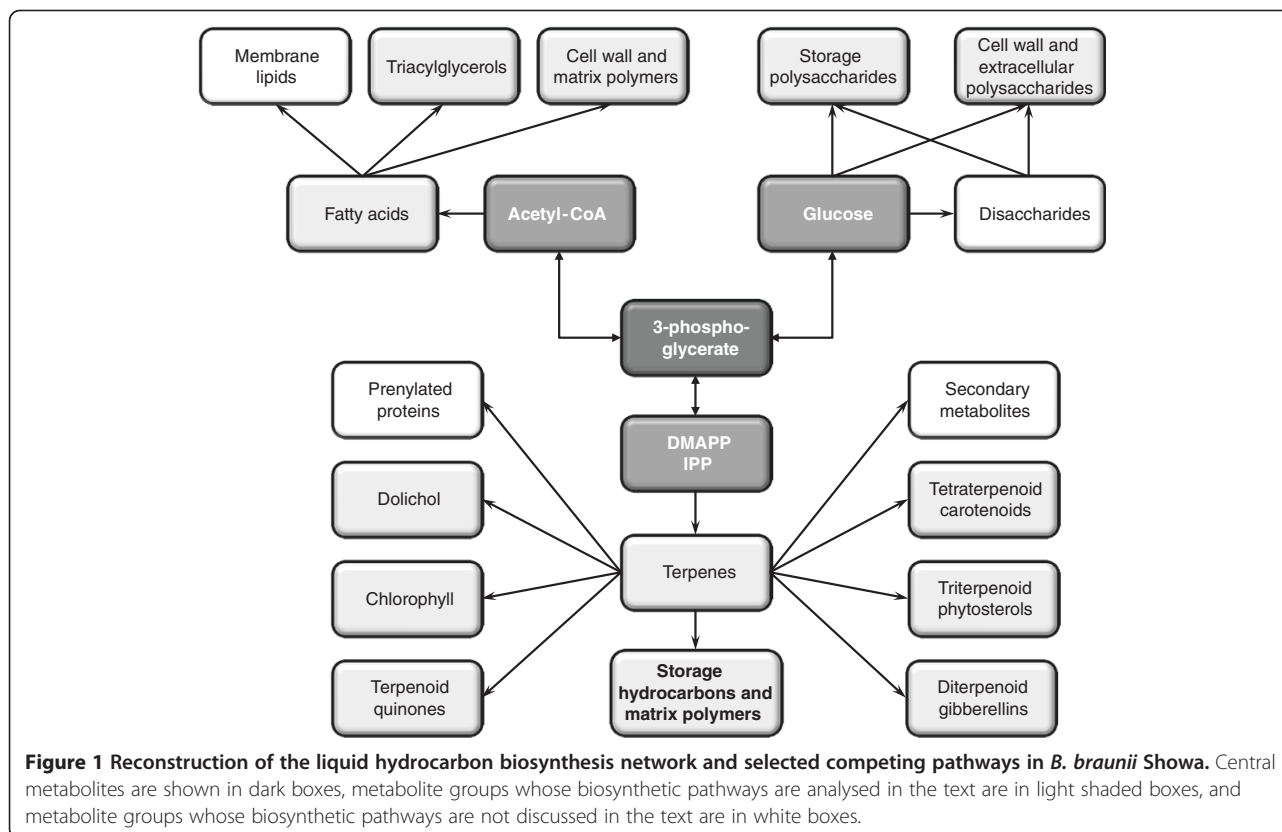 Membrane
lipids
Triacylglycerols
Cell wall and
matrix polymers
Storage
polysaccharides
Cell wall and
extracellular
polysaccharides
Fatty acids
Acetyl-CoA
Glucose
Disaccharides
3-phospho-
glycerate
Prenylated
proteins
DMAPP
IPP
Secondary
metabolites
Dolichol
Tetraterpenoid
carotenoids
Terpenes
Chlorophyll
Triterpenoid
phytosterols
Terpenoid
quinones
Storage
hydrocarbons and
matrix polymers
Diterpenoid
gibberellins
Figure 1 Reconstruction of the liquid hydrocarbon biosynthesis network and selected competing pathways in B. braunii Showa. Central
metabolites are shown in dark boxes, metabolite groups whose biosynthetic pathways are analysed in the text are in light shaded boxes, and
metabolite groups whose biosynthetic pathways are not discussed in the text are in white boxes.